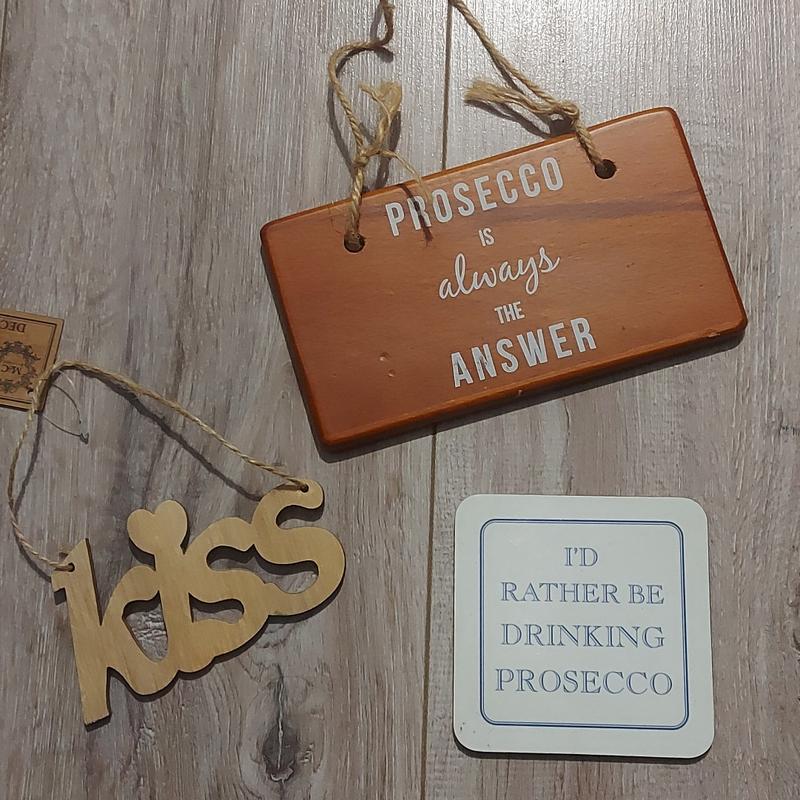 PROSECCO
IS
always
THE
ANSWER
kiss
I'D
RATHER BE
DRINKING
PROSECCO